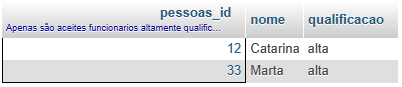 pessoas_id nome qualificacao
Apenas são aceites funcionarios altamente qualific...
12 Catarina alta
33 Marta alta